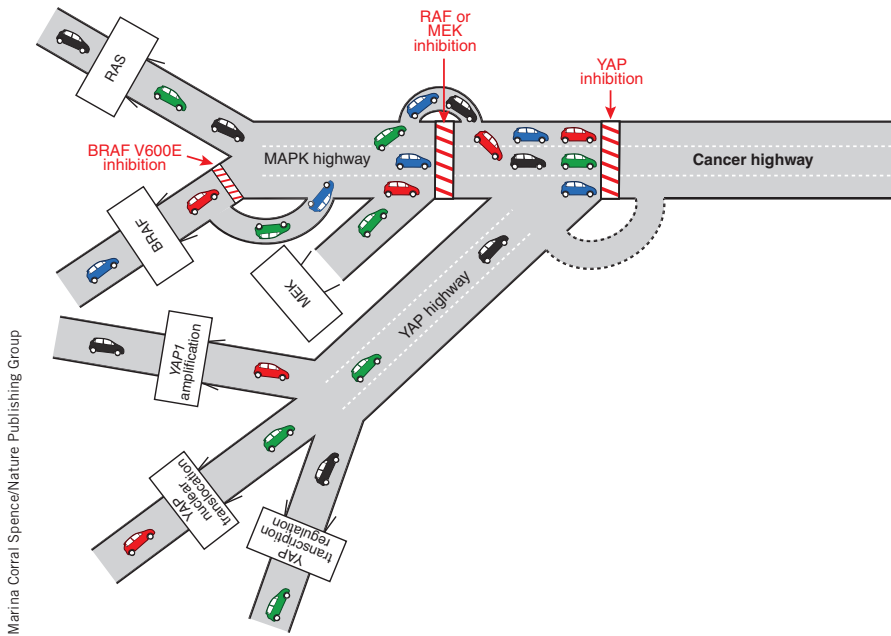 RAF or
MEK
inhibition
YAP
inhibition
RAS
BRAF V600E
inhibition
MAPK highway
Cancer highway
BRAF
MEK
YAP highway
YAP1
amplification
YAP
nuclear
translocation
YAP
transcription
regulation
Marina Corral Spence/Nature Publishing Group